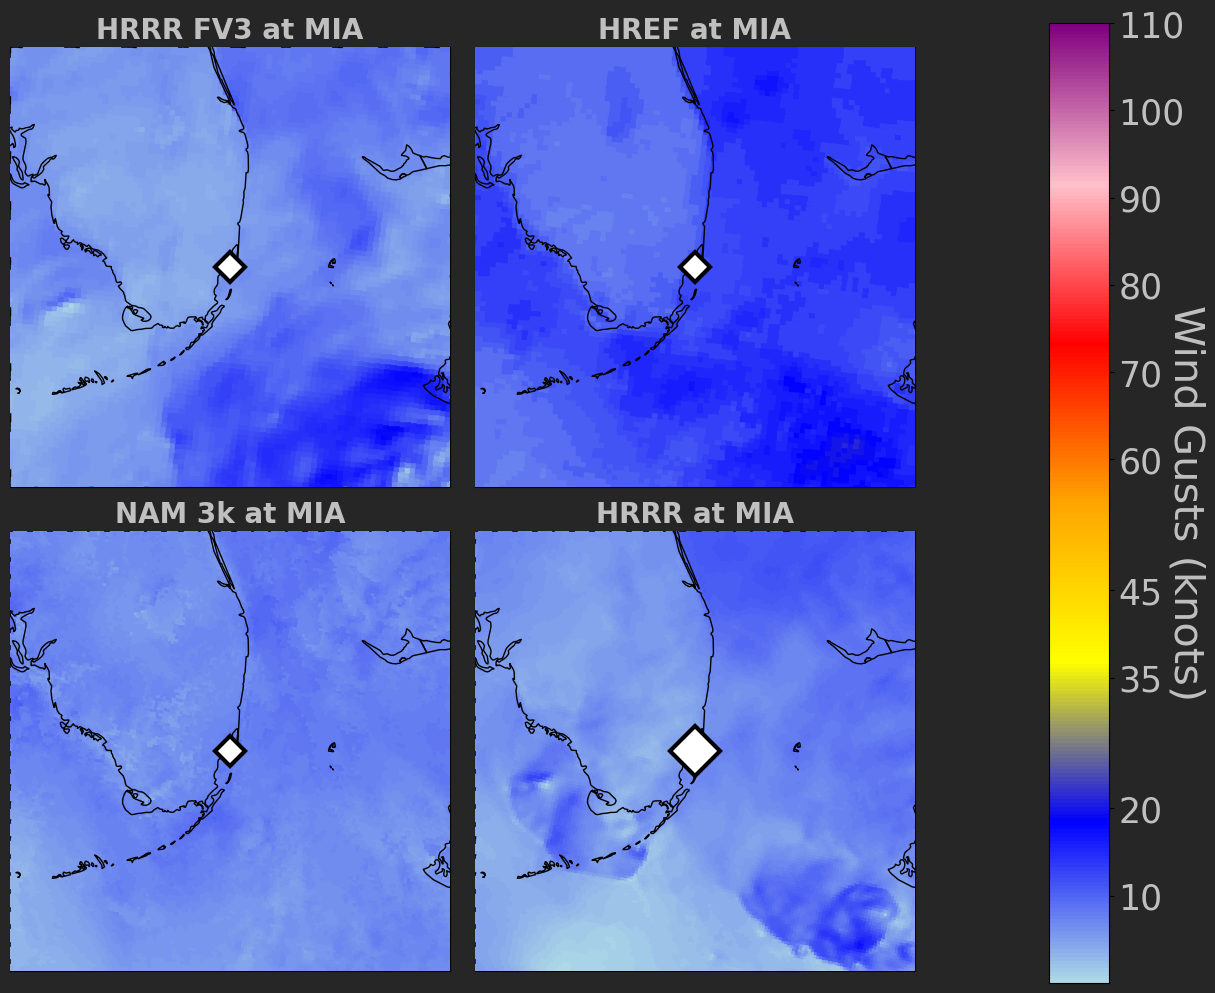 HRRR FV3 at MIA
HREF at MIA
NAM 3k at MIA
HRRR at MIA
110
100
90
80
70
60
45
35
20
10
Wind Gusts (knots)